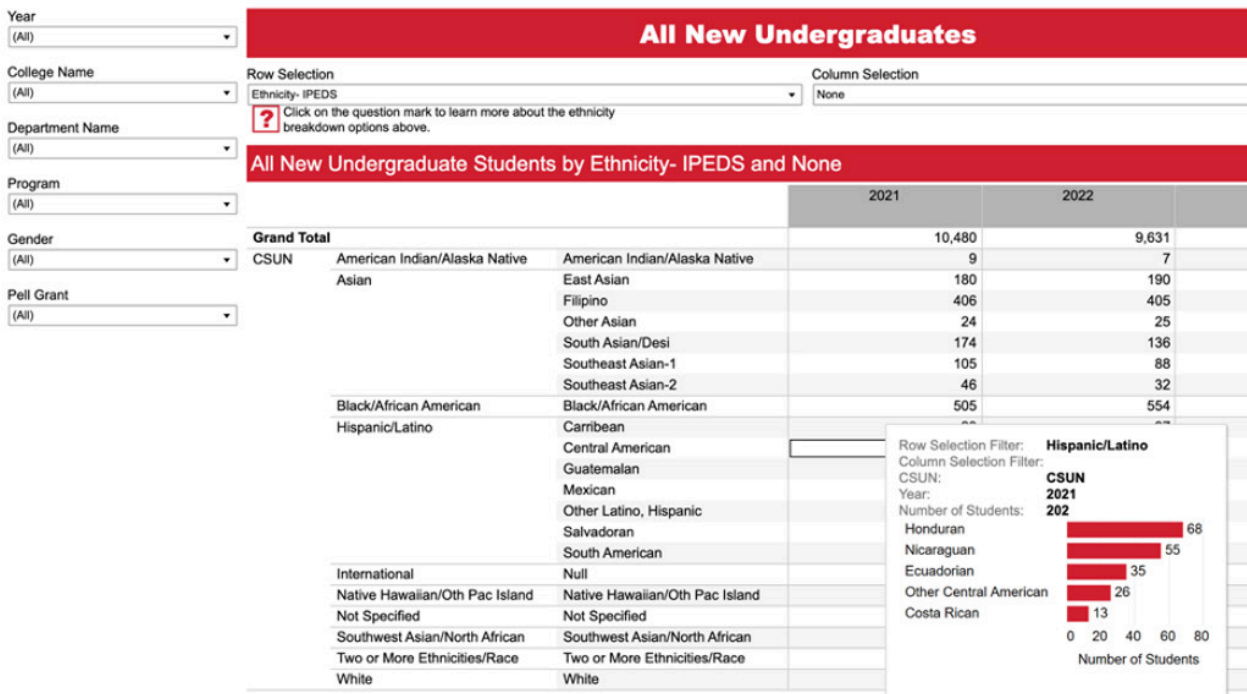 Year
(All)
College Name
(All)
Department Name
(All)
Program
(All)
Gender
(All)
Pell Grant
(All)
All New Undergraduates
Row Selection
Column Selection
Ethnicity- IPEDS
None
?
Click on the question mark to learn more about the ethnicity
breakdown options above.
All New Undergraduate Students by Ethnicity- IPEDS and None
2021 2022
Grand Total 10,480 9,631
CSUN American Indian/Alaska Native American Indian/Alaska Native 9 7
Asian East Asian 180 190
Filipino 406 405
Other Asian 24 25
South Asian/Desi 174 136
Southeast Asian-1 105 88
Southeast Asian-2 46 32
Black/African American Black/African American 505 554
Hispanic/Latino Carribean
Central American
Guatemalan
Mexican
Other Latino, Hispanic
Salvadoran
South American
International Null
Native Hawaiian/Oth Pac Island Native Hawaiian/Oth Pac Island
Not Specified Not Specified
Southwest Asian/North African Southwest Asian/North African
Two or More Ethnicities/Race Two or More Ethnicities/Race
White White
Row Selection Filter: Hispanic/Latino
Column Selection Filter:
CSUN: CSUN
Year: 2021
Number of Students: 202
Honduran 68
Nicaraguan 55
Ecuadorian 35
Other Central American 26
Costa Rican 13
0 20 40 60 80
Number of Students